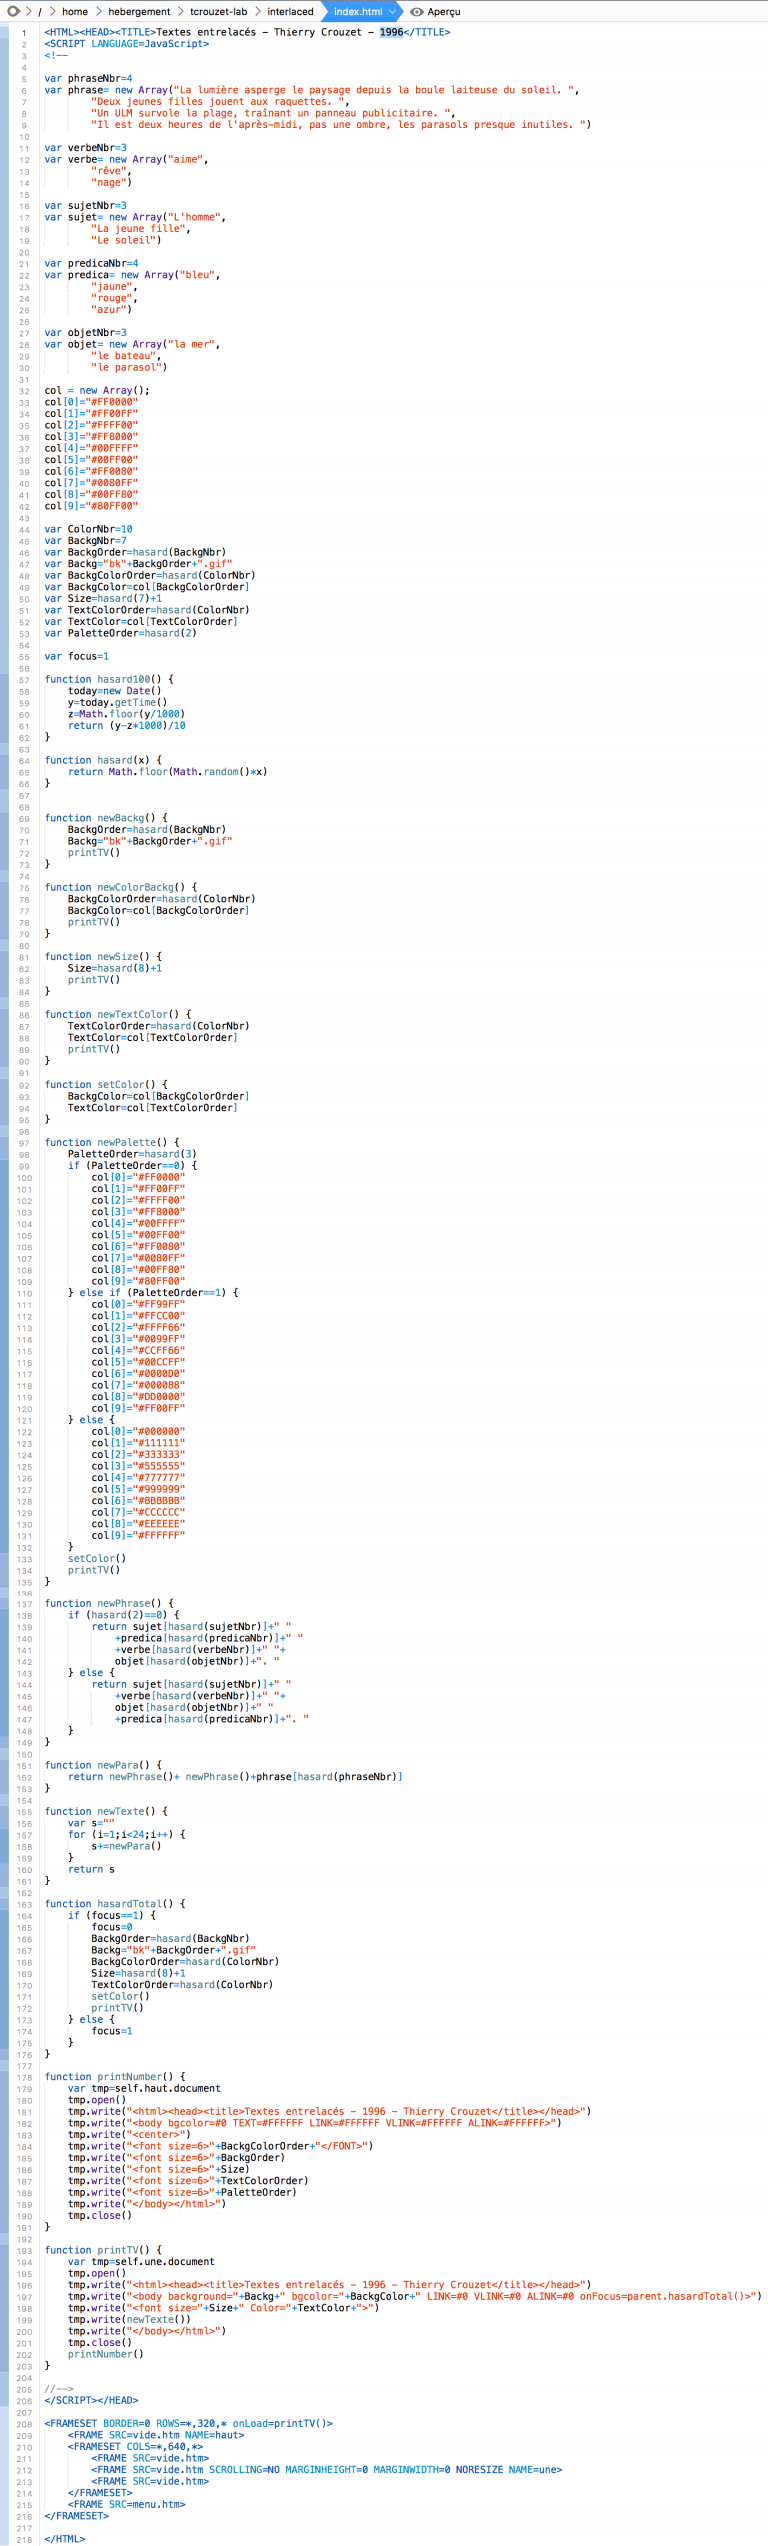 / home hebergement tcrouzet-lab interlaced index.html Aperçu
1 <HTML><HEAD><TITLE>Textes entrelacés - Thierry Crouzet - 1996</TITLE>
2 <SCRIPT LANGUAGE=JavaScript>
3 <!--
4
5 var phraseNbr=4
6 var phrase= new Array("La lumière asperge le paysage depuis la boule laiteuse du soleil. ",
7 "Deux jeunes filles jouent aux raquettes. ",
8 "Un ULM survole la plage, traînant un panneau publicitaire. ",
9 "Il est deux heures de l'après-midi, pas une ombre, les parasols presque inutiles. ")
10
11 var verbeNbr=3
12 var verbe= new Array("aime",
13 "rêve",
14 "nage")
15
16 var sujetNbr=3
17 var sujet= new Array("L'homme",
18 "La jeune fille",
19 "Le soleil")
20
21 var predicaNbr=4
22 var predica= new Array("bleu",
23 "jaune",
24 "rouge",
25 "azur")
26
27 var objetNbr=3
28 var objet= new Array("la mer",
29 "le bateau",
30 "le parasol")
31
32 col = new Array();
33 col[0]="#FF0000"
34 col[1]="#FF00FF"
35 col[2]="#FFFF00"
36 col[3]="#FF8000"
37 col[4]="#00FFFF"
38 col[5]="#00FF00"
39 col[6]="#FF0080"
40 col[7]="#0080FF"
41 col[8]="#00FF80"
42 col[9]="#80FF00"
43
44 var ColorNbr=10
45 var BackgNbr=7
46 var BackgOrder=hasard(BackgNbr)
47 var Backg="bk"+BackgOrder+".gif"
48 var BackgColorOrder=hasard(ColorNbr)
49 var BackgColor=col[BackgColorOrder]
50 var Size=hasard(7)+1
51 var TextColorOrder=hasard(ColorNbr)
52 var TextColor=col[TextColorOrder]
53 var PaletteOrder=hasard(2)
54
55 var focus=1
56
57 function hasard100() {
58 today=new Date()
59 y=today.getTime()
60 z=Math.floor(y/1000)
61 return (y-z*1000)/10
62 }
63
64 function hasard(x) {
65 return Math.floor(Math.random()*x)
66 }
67
68
69 function newBackg() {
70 BackgOrder=hasard(BackgNbr)
71 Backg="bk"+BackgOrder+".gif"
72 printTV()
73 }
74
75 function newColorBackg() {
76 BackgColorOrder=hasard(ColorNbr)
77 BackgColor=col[BackgColorOrder]
78 printTV()
79 }
80
81 function newSize() {
82 Size=hasard(8)+1
83 printTV()
84 }
85
86 function newTextColor() {
87 TextColorOrder=hasard(ColorNbr)
88 TextColor=col[TextColorOrder]
89 printTV()
90 }
91
92 function setColor() {
93 BackgColor=col[BackgColorOrder]
94 TextColor=col[TextColorOrder]
95 }
96
97 function newPalette() {
98 PaletteOrder=hasard(3)
99 if (PaletteOrder==0) {
100 col[0]="#FF0000"
101 col[1]="#FF00FF"
102 col[2]="#FFFF00"
103 col[3]="#FF8000"
104 col[4]="#00FFFF"
105 col[5]="#00FF00"
106 col[6]="#FF0080"
107 col[7]="#0080FF"
108 col[8]="#00FF80"
109 col[9]="#80FF00"
110 } else if (PaletteOrder==1) {
111 col[0]="#FF99FF"
112 col[1]="#FFCC00"
113 col[2]="#FFFF66"
114 col[3]="#0099FF"
115 col[4]="#CCFF66"
116 col[5]="#00CCFF"
117 col[6]="#0000D0"
118 col[7]="#000088"
119 col[8]="#DD0000"
120 col[9]="#FF00FF"
121 } else {
122 col[0]="#000000"
123 col[1]="#111111"
124 col[2]="#333333"
125 col[3]="#555555"
126 col[4]="#777777"
127 col[5]="#999999"
128 col[6]="#BBBBBB"
129 col[7]="#CCCCCC"
130 col[8]="#EEEEEE"
131 col[9]="#FFFFFF"
132 }
133 setColor()
134 printTV()
135 }
136
137 function newPhrase() {
138 if (hasard(2)==0) {
139 return sujet[hasard(sujetNbr)]+" "
140 +predica[hasard(predicaNbr)]+" "
141 +verbe[hasard(verbeNbr)]+" "+
142 objet[hasard(objetNbr)]+". "
143 } else {
144 return sujet[hasard(sujetNbr)]+" "
145 +verbe[hasard(verbeNbr)]+" "+
146 objet[hasard(objetNbr)]+" "
147 +predica[hasard(predicaNbr)]+". "
148 }
149 }
150
151 function newPara() {
152 return newPhrase()+ newPhrase()+phrase[hasard(phraseNbr)]
153 }
154
155 function newTexte() {
156 var s=""
157 for (i=1;i<24;i++) {
158 s+=newPara()
159 }
160 return s
161 }
162
163 function hasardTotal() {
164 if (focus==1) {
165 focus=0
166 BackgOrder=hasard(BackgNbr)
167 Backg="bk"+BackgOrder+".gif"
168 BackgColorOrder=hasard(ColorNbr)
169 Size=hasard(8)+1
170 TextColorOrder=hasard(ColorNbr)
171 setColor()
172 printTV()
173 } else {
174 focus=1
175 }
176 }
177
178 function printNumber() {
179 var tmp=self.haut.document
180 tmp.open()
181 tmp.write("<html><head><title>Textes entrelacés - 1996 - Thierry Crouzet</title></head>")
182 tmp.write("<body bgcolor=#0 TEXT=#FFFFFF LINK=#FFFFFF VLINK=#FFFFFF ALINK=#FFFFFF>")
183 tmp.write("<center>")
184 tmp.write("<font size=6>"+BackgColorOrder+"</FONT>")
185 tmp.write("<font size=6>"+BackgOrder)
186 tmp.write("<font size=6>"+Size)
187 tmp.write("<font size=6>"+TextColorOrder)
188 tmp.write("<font size=6>"+PaletteOrder)
189 tmp.write("</body></html>")
190 tmp.close()
191 }
192
193 function printTV() {
194 var tmp=self.une.document
195 tmp.open()
196 tmp.write("<html><head><title>Textes entrelacés - 1996 - Thierry Crouzet</title></head>")
197 tmp.write("<body background="+Backg+" bgcolor="+BackgColor+" LINK=#0 VLINK=#0 ALINK=#0 onFocus=parent.hasardTotal()>")
198 tmp.write("<font size="+Size+" Color="+TextColor+">")
199 tmp.write(newTexte())
200 tmp.write("</body></html>")
201 tmp.close()
202 printNumber()
203 }
204
205 //-->
206 </SCRIPT></HEAD>
207
208 <FRAMESET BORDER=0 ROWS=*,320,* onLoad=printTV()>
209 <FRAME SRC=vide.htm NAME=haut>
210 <FRAMESET COLS=*,640,*>
211 <FRAME SRC=vide.htm>
212 <FRAME SRC=vide.htm SCROLLING=NO MARGINHEIGHT=0 MARGINWIDTH=0 NORESIZE NAME=une>
213 <FRAME SRC=vide.htm>
214 </FRAMESET>
215 <FRAME SRC=menu.htm>
216 </FRAMESET>
217
218 </HTML>